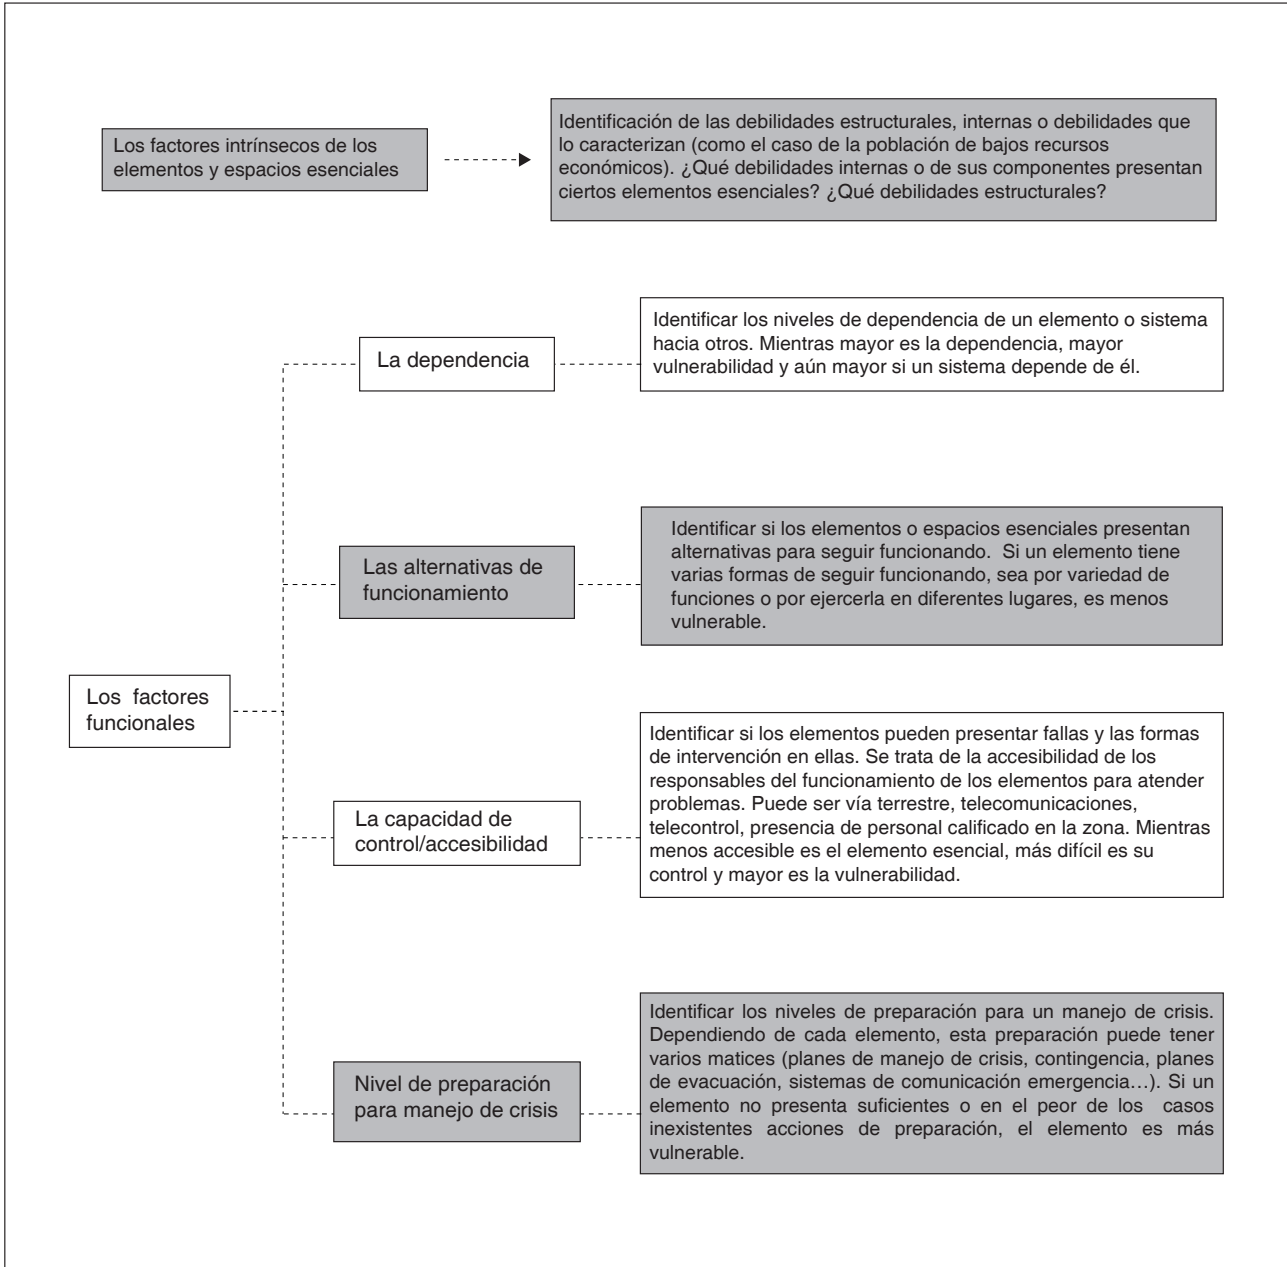 Los factores intrínsecos de los
elementos y espacios esenciales
Identificación de las debilidades estructurales, internas o debilidades que
lo caracterizan (como el caso de la población de bajos recursos
económicos). ¿Qué debilidades internas o de sus componentes presentan
ciertos elementos esenciales? ¿Qué debilidades estructurales?
Los factores
funcionales
La dependencia
Identificar los niveles de dependencia de un elemento o sistema
hacia otros. Mientras mayor es la dependencia, mayor
vulnerabilidad y aún mayor si un sistema depende de él.
Las alternativas de
funcionamiento
Identificar si los elementos o espacios esenciales presentan
alternativas para seguir funcionando. Si un elemento tiene
varias formas de seguir funcionando, sea por variedad de
funciones o por ejercerla en diferentes lugares, es menos
vulnerable.
La capacidad de
control/accesibilidad
Identificar si los elementos pueden presentar fallas y las formas
de intervención en ellas. Se trata de la accesibilidad de los
responsables del funcionamiento de los elementos para atender
problemas. Puede ser vía terrestre, telecomunicaciones,
telecontrol, presencia de personal calificado en la zona. Mientras
menos accesible es el elemento esencial, más difícil es su
control y mayor es la vulnerabilidad.
Nivel de preparación
para manejo de crisis
Identificar los niveles de preparación para un manejo de crisis.
Dependiendo de cada elemento, esta preparación puede tener
varios matices (planes de manejo de crisis, contingencia, planes
de evacuación, sistemas de comunicación emergencia…). Si un
elemento no presenta suficientes o en el peor de los casos
inexistentes acciones de preparación, el elemento es más
vulnerable.